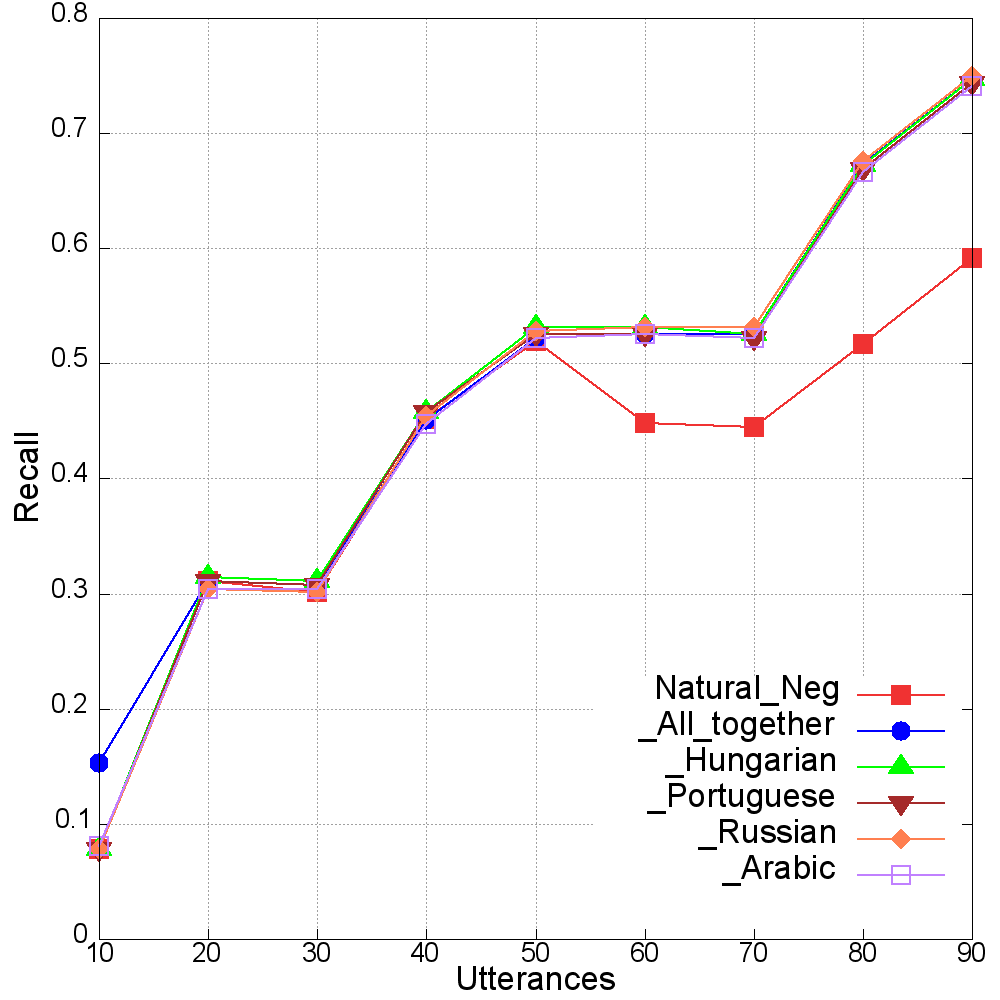 0.8
0.7
0.6
0.5
0.4
0.3
0.2
0.1
0
Recall
Natural_Neg
_All_together
_Hungarian
_Portuguese
_Russian
_Arabic
10 20 30 40 50 60 70 80 90
Utterances